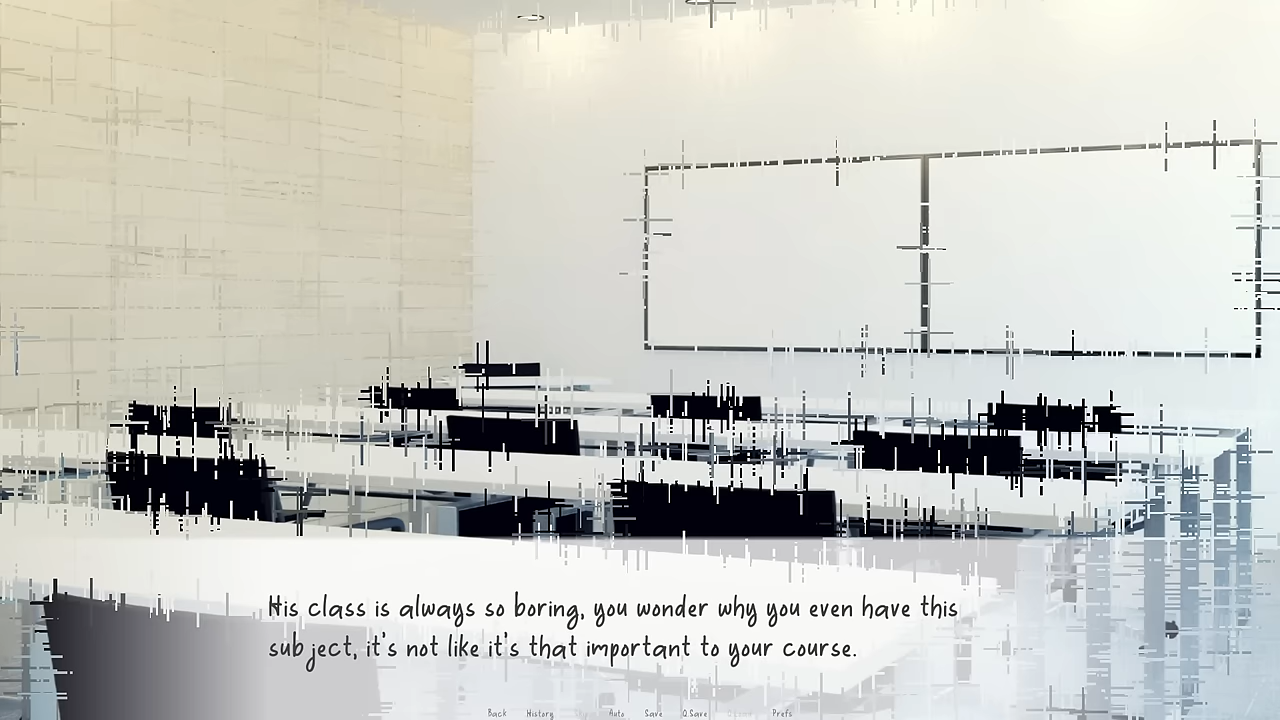 His class is always so boring, you wonder why you even have this
subject, it's not like it's that important to your course.
Back History Auto Save Q.Save Prefs